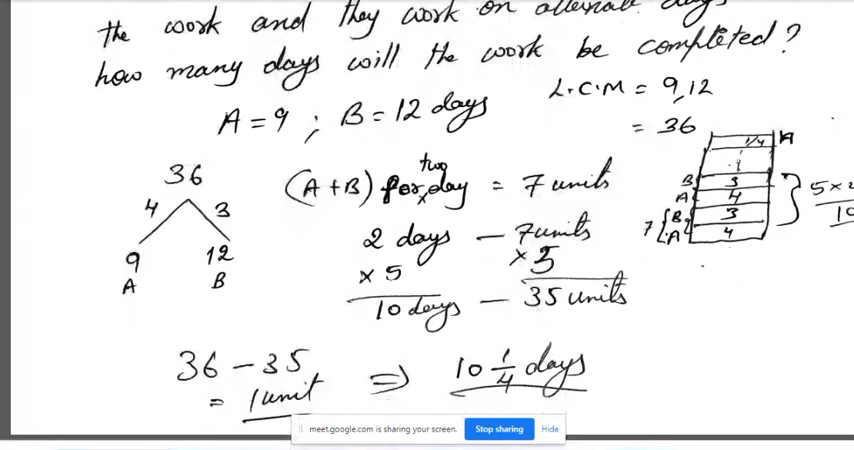 the work and they work on alternate days
how many days will the work be completed?
A = 9 ; B = 12 days
L.C.M = 9,12
= 36
36
4 3
9 12
A B
(A+B) for two day = 7 units
2 days — 7 units
× 5 × 5
10 days — 35 units
36 - 35
= 1 unit ⇒ 10 1/4 days
1/4 A
B 3
A 4
7 { B 3
A 4
} 5 × 2
10
meet.google.com is sharing your screen. Stop sharing Hide